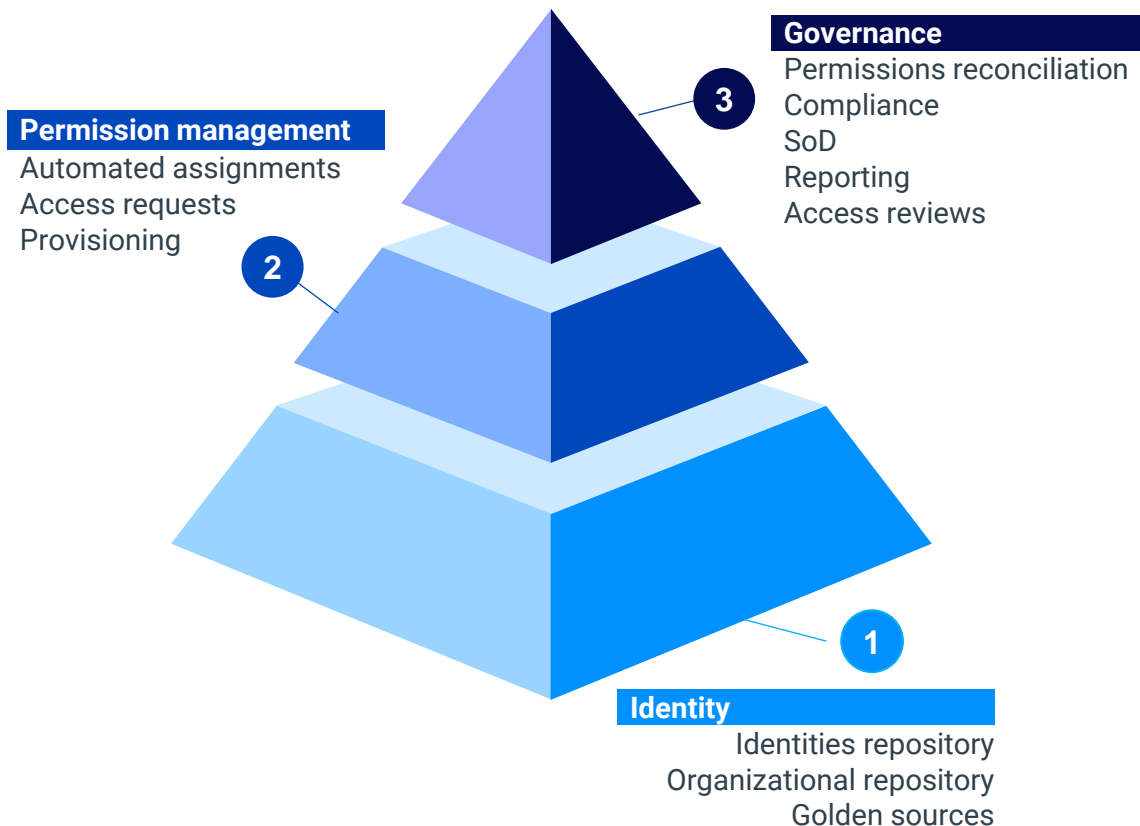 Governance
Permissions reconciliation
Compliance
SoD
Reporting
Access reviews
3
Permission management
Automated assignments
Access requests
Provisioning
2
1
Identity
Identities repository
Organizational repository
Golden sources